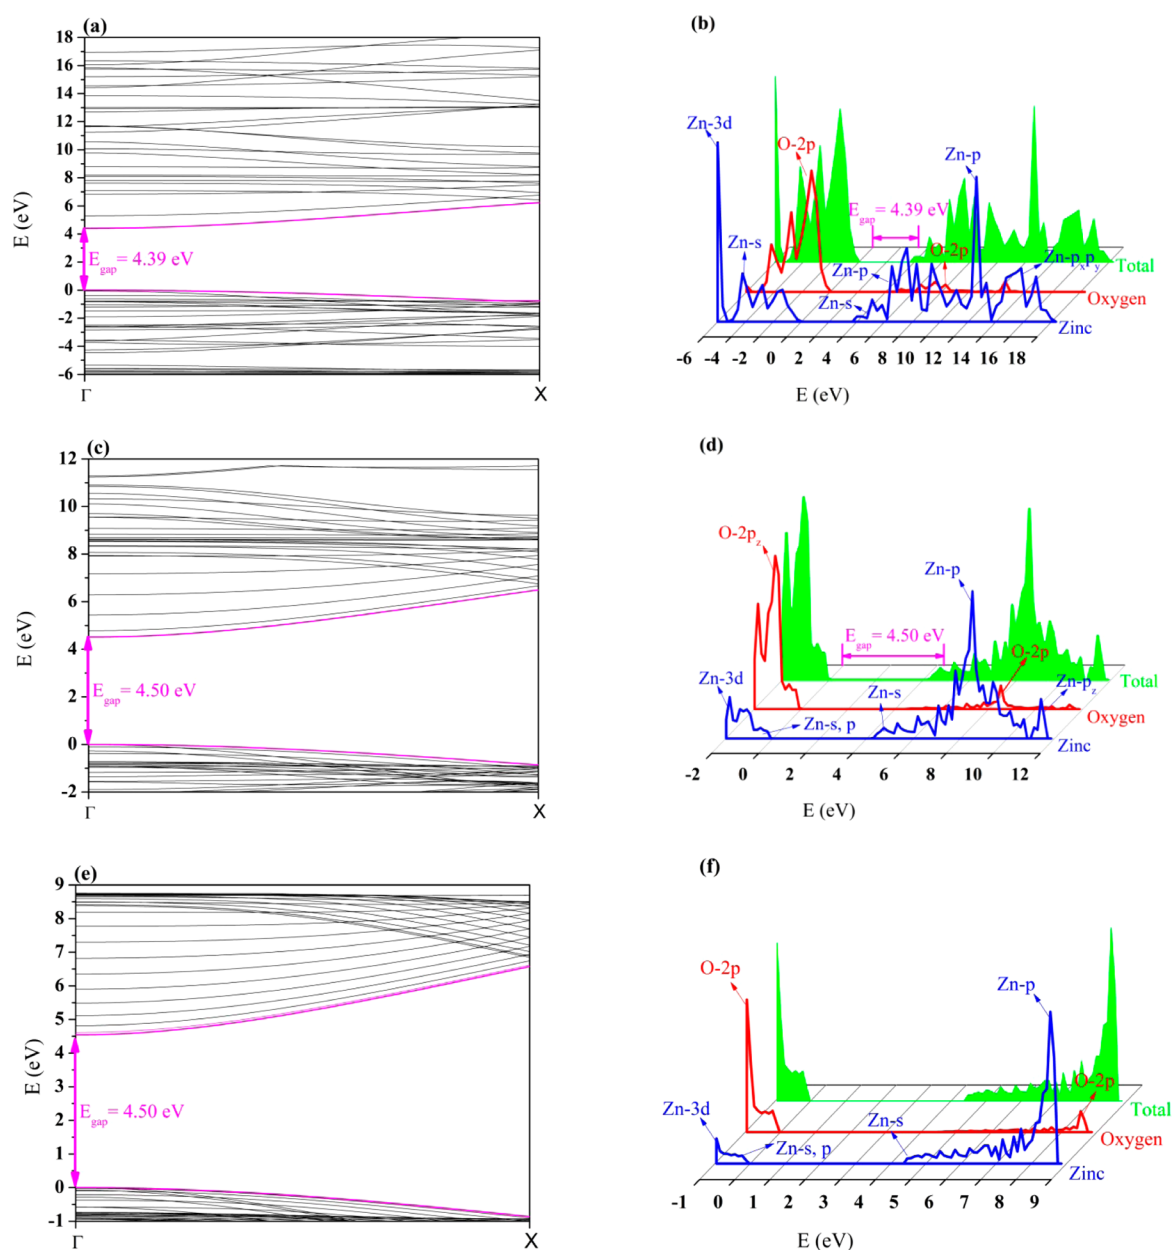 (a)
18
16
14
12
10
8
6
4
2
0
-2
-4
-6
E (eV)
E_gap = 4.39 eV
Γ
X
(b)
Zn-3d
O-2p
Zn-p
E_gap = 4.39 eV
Zn-s
O-2p
Zn-p
Zn-p_xp_y
Zn-s
Total
Oxygen
Zinc
-6 -4 -2 0 2 4 6 8 10 12 14 16 18
E (eV)
(c)
12
10
8
6
4
2
0
-2
E (eV)
E_gap = 4.50 eV
Γ
X
(d)
O-2p_z
Zn-p
E_gap = 4.50 eV
O-2p
Zn-3d
Zn-s
Zn-p_z
Zn-s, p
Total
Oxygen
Zinc
-2 0 2 4 6 8 10 12
E (eV)
(e)
9
8
7
6
5
4
3
2
1
0
-1
E (eV)
E_gap = 4.50 eV
Γ
X
(f)
O-2p
Zn-p
O-2p
Zn-3d
Zn-s
Zn-s, p
Total
Oxygen
Zinc
-1 0 1 2 3 4 5 6 7 8 9
E (eV)